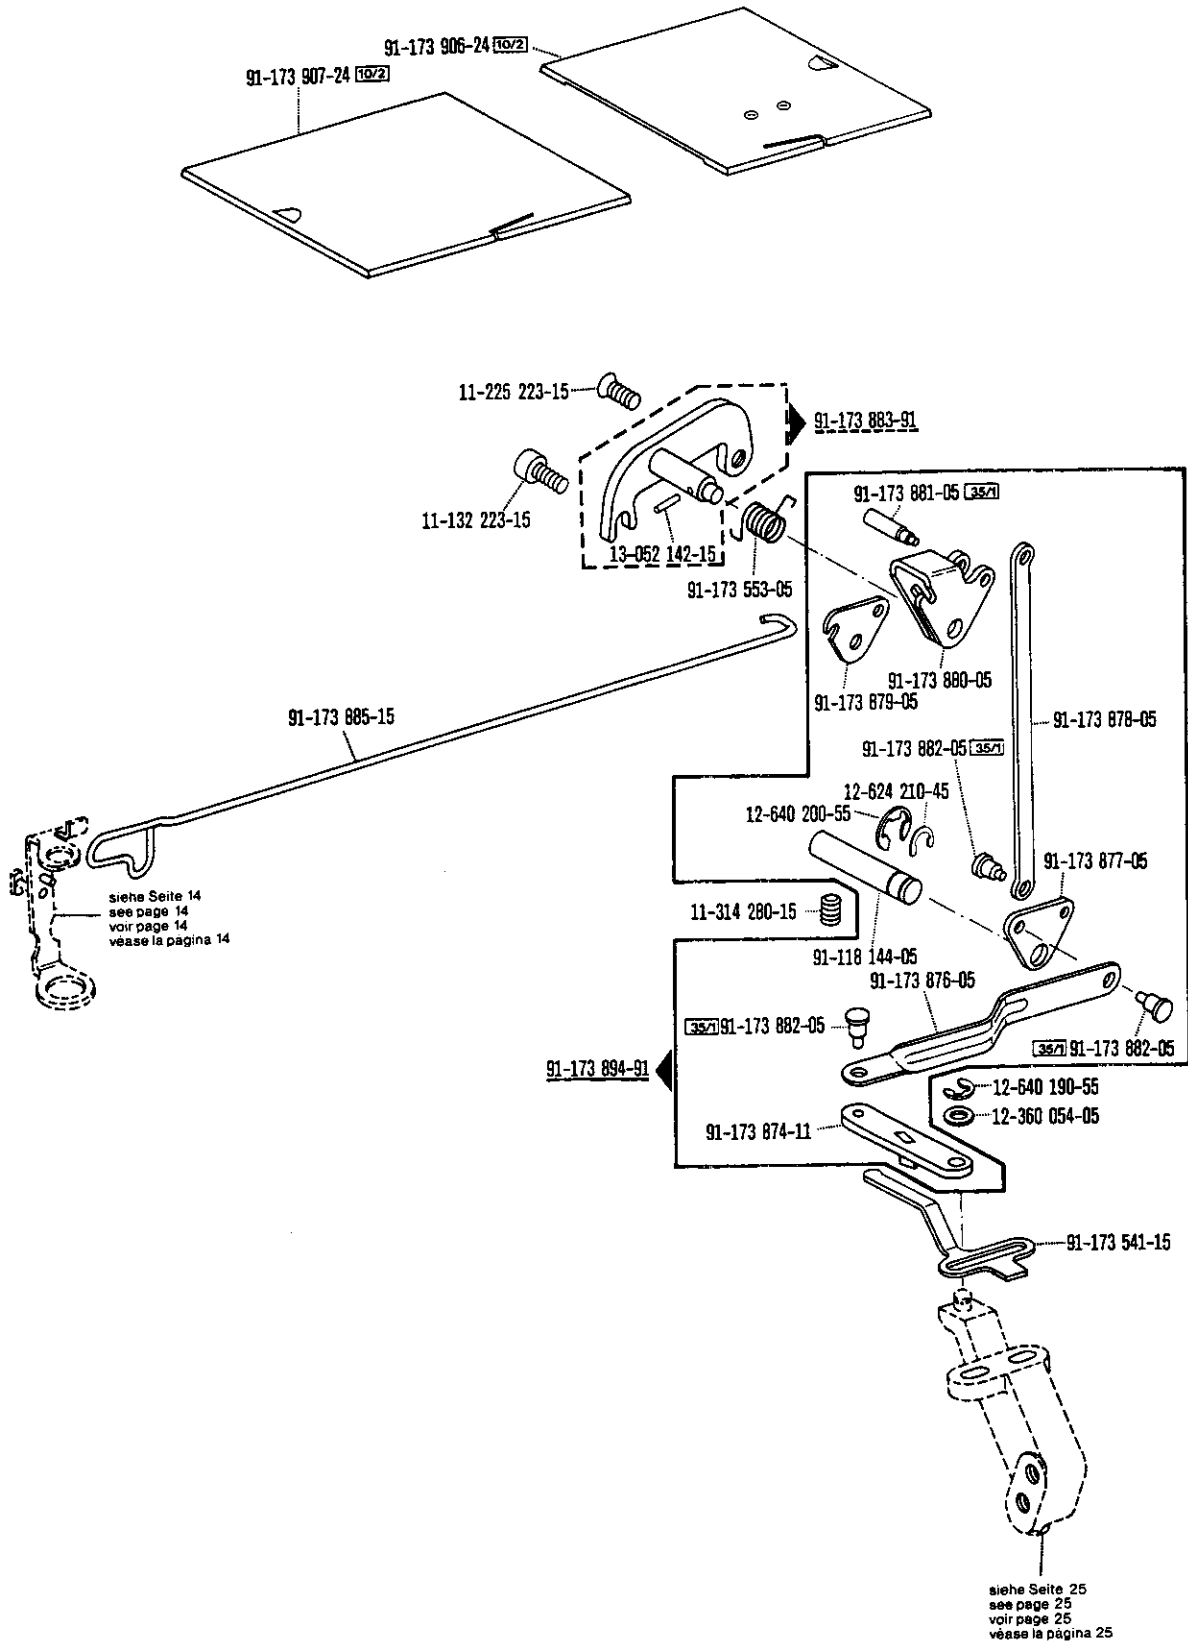 91-173 906-24 10/2
91-173 907-24 10/2
11-225 223-15
91-173 883-91
91-173 881-05 35/1
11-132 223-15
13-052 142-15
91-173 553-05
91-173 880-05
91-173 879-05
91-173 885-15
91-173 878-05
91-173 882-05 35/1
12-624 210-45
12-640 200-55
91-173 877-05
siehe Seite 14
see page 14
voir page 14
véase la página 14
11-314 280-15
91-118 144-05
91-173 876-05
35/1 91-173 882-05
35/1 91-173 882-05
91-173 894-91
12-640 190-55
12-360 054-05
91-173 874-11
91-173 541-15
siehe Seite 25
see page 25
voir page 25
véase la página 25